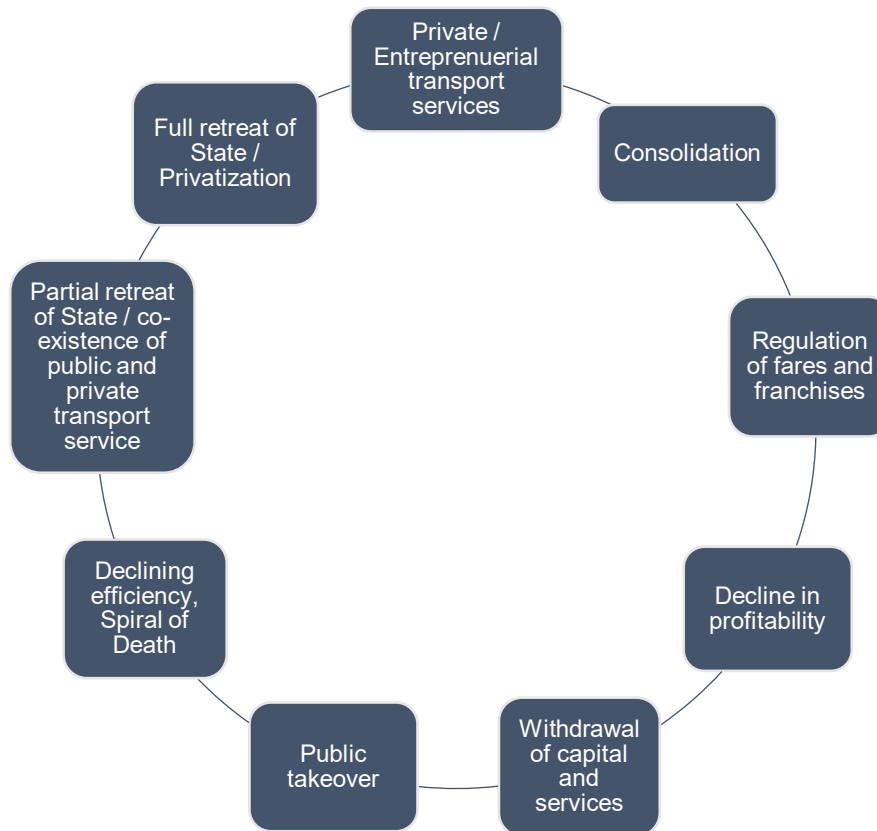 Private /
Entreprenuerial
transport
services
Consolidation
Regulation
of fares and
franchises
Decline in
profitability
Withdrawal
of capital
and
services
Public
takeover
Declining
efficiency,
Spiral of
Death
Partial retreat
of State / co-
existence of
public and
private
transport
service
Full retreat of
State /
Privatization